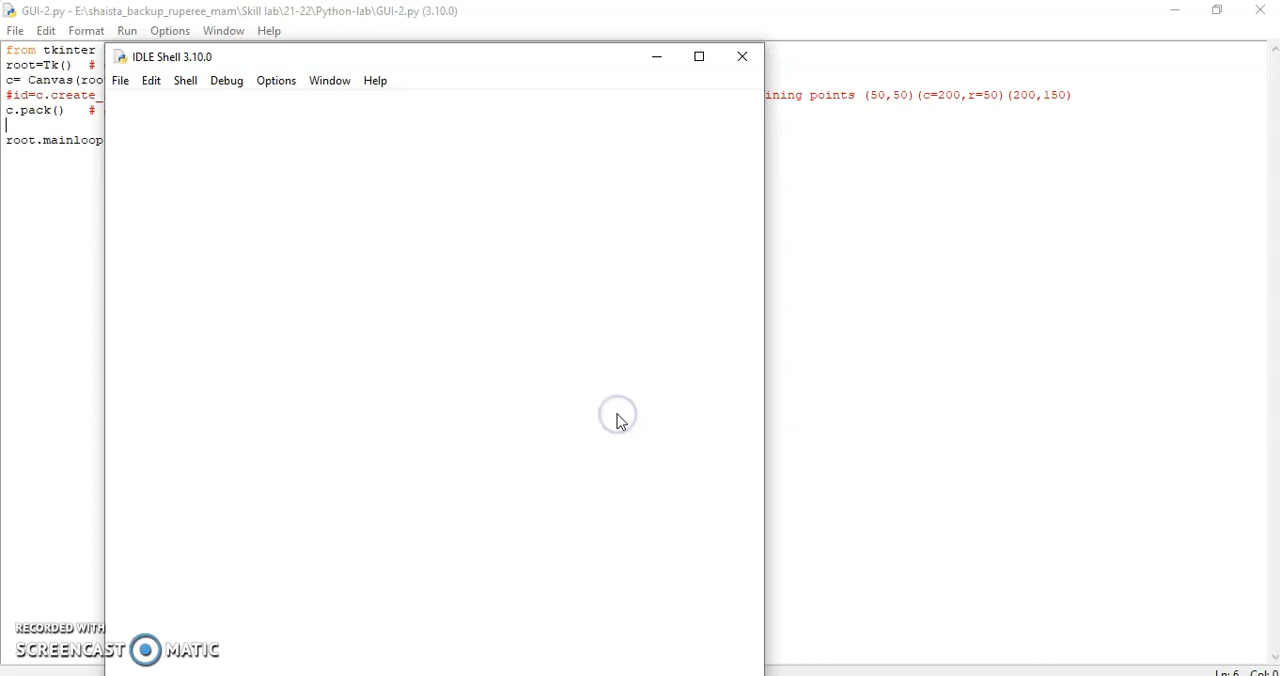 GUI-2.py - E:\shaista_backup_ruperee_mam\Skill lab\21-22\Python-lab\GUI-2.py (3.10.0)
File Edit Format Run Options Window Help
from tkinter
root=Tk() #
c= Canvas(roo
#id=c.create_
ining points (50,50)(c=200,r=50)(200,150)
c.pack() #
root.mainloop
IDLE Shell 3.10.0
File Edit Shell Debug Options Window Help
RECORDED WITH
SCREENCAST MATIC
Ln: 6 Col: 0